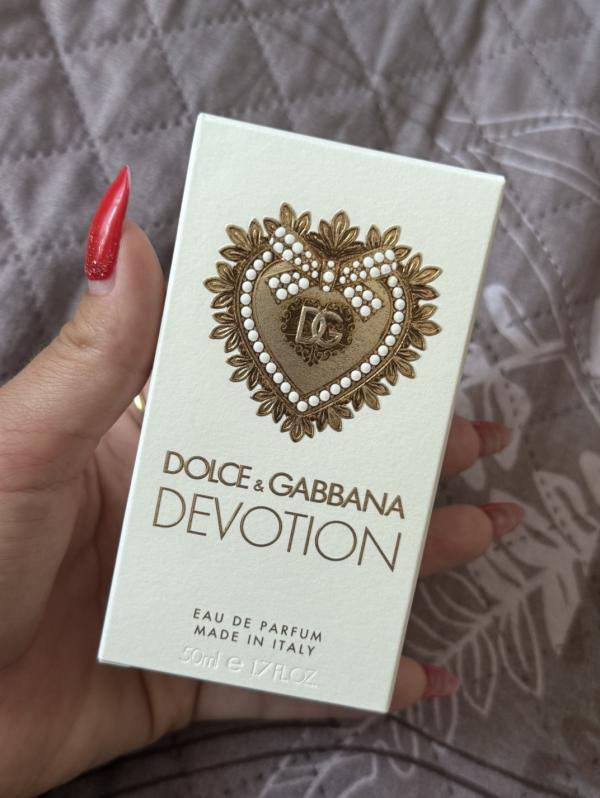 DG
DOLCE & GABBANA
DEVOTION
EAU DE PARFUM
MADE IN ITALY
50ml e 1.7 FL.OZ.